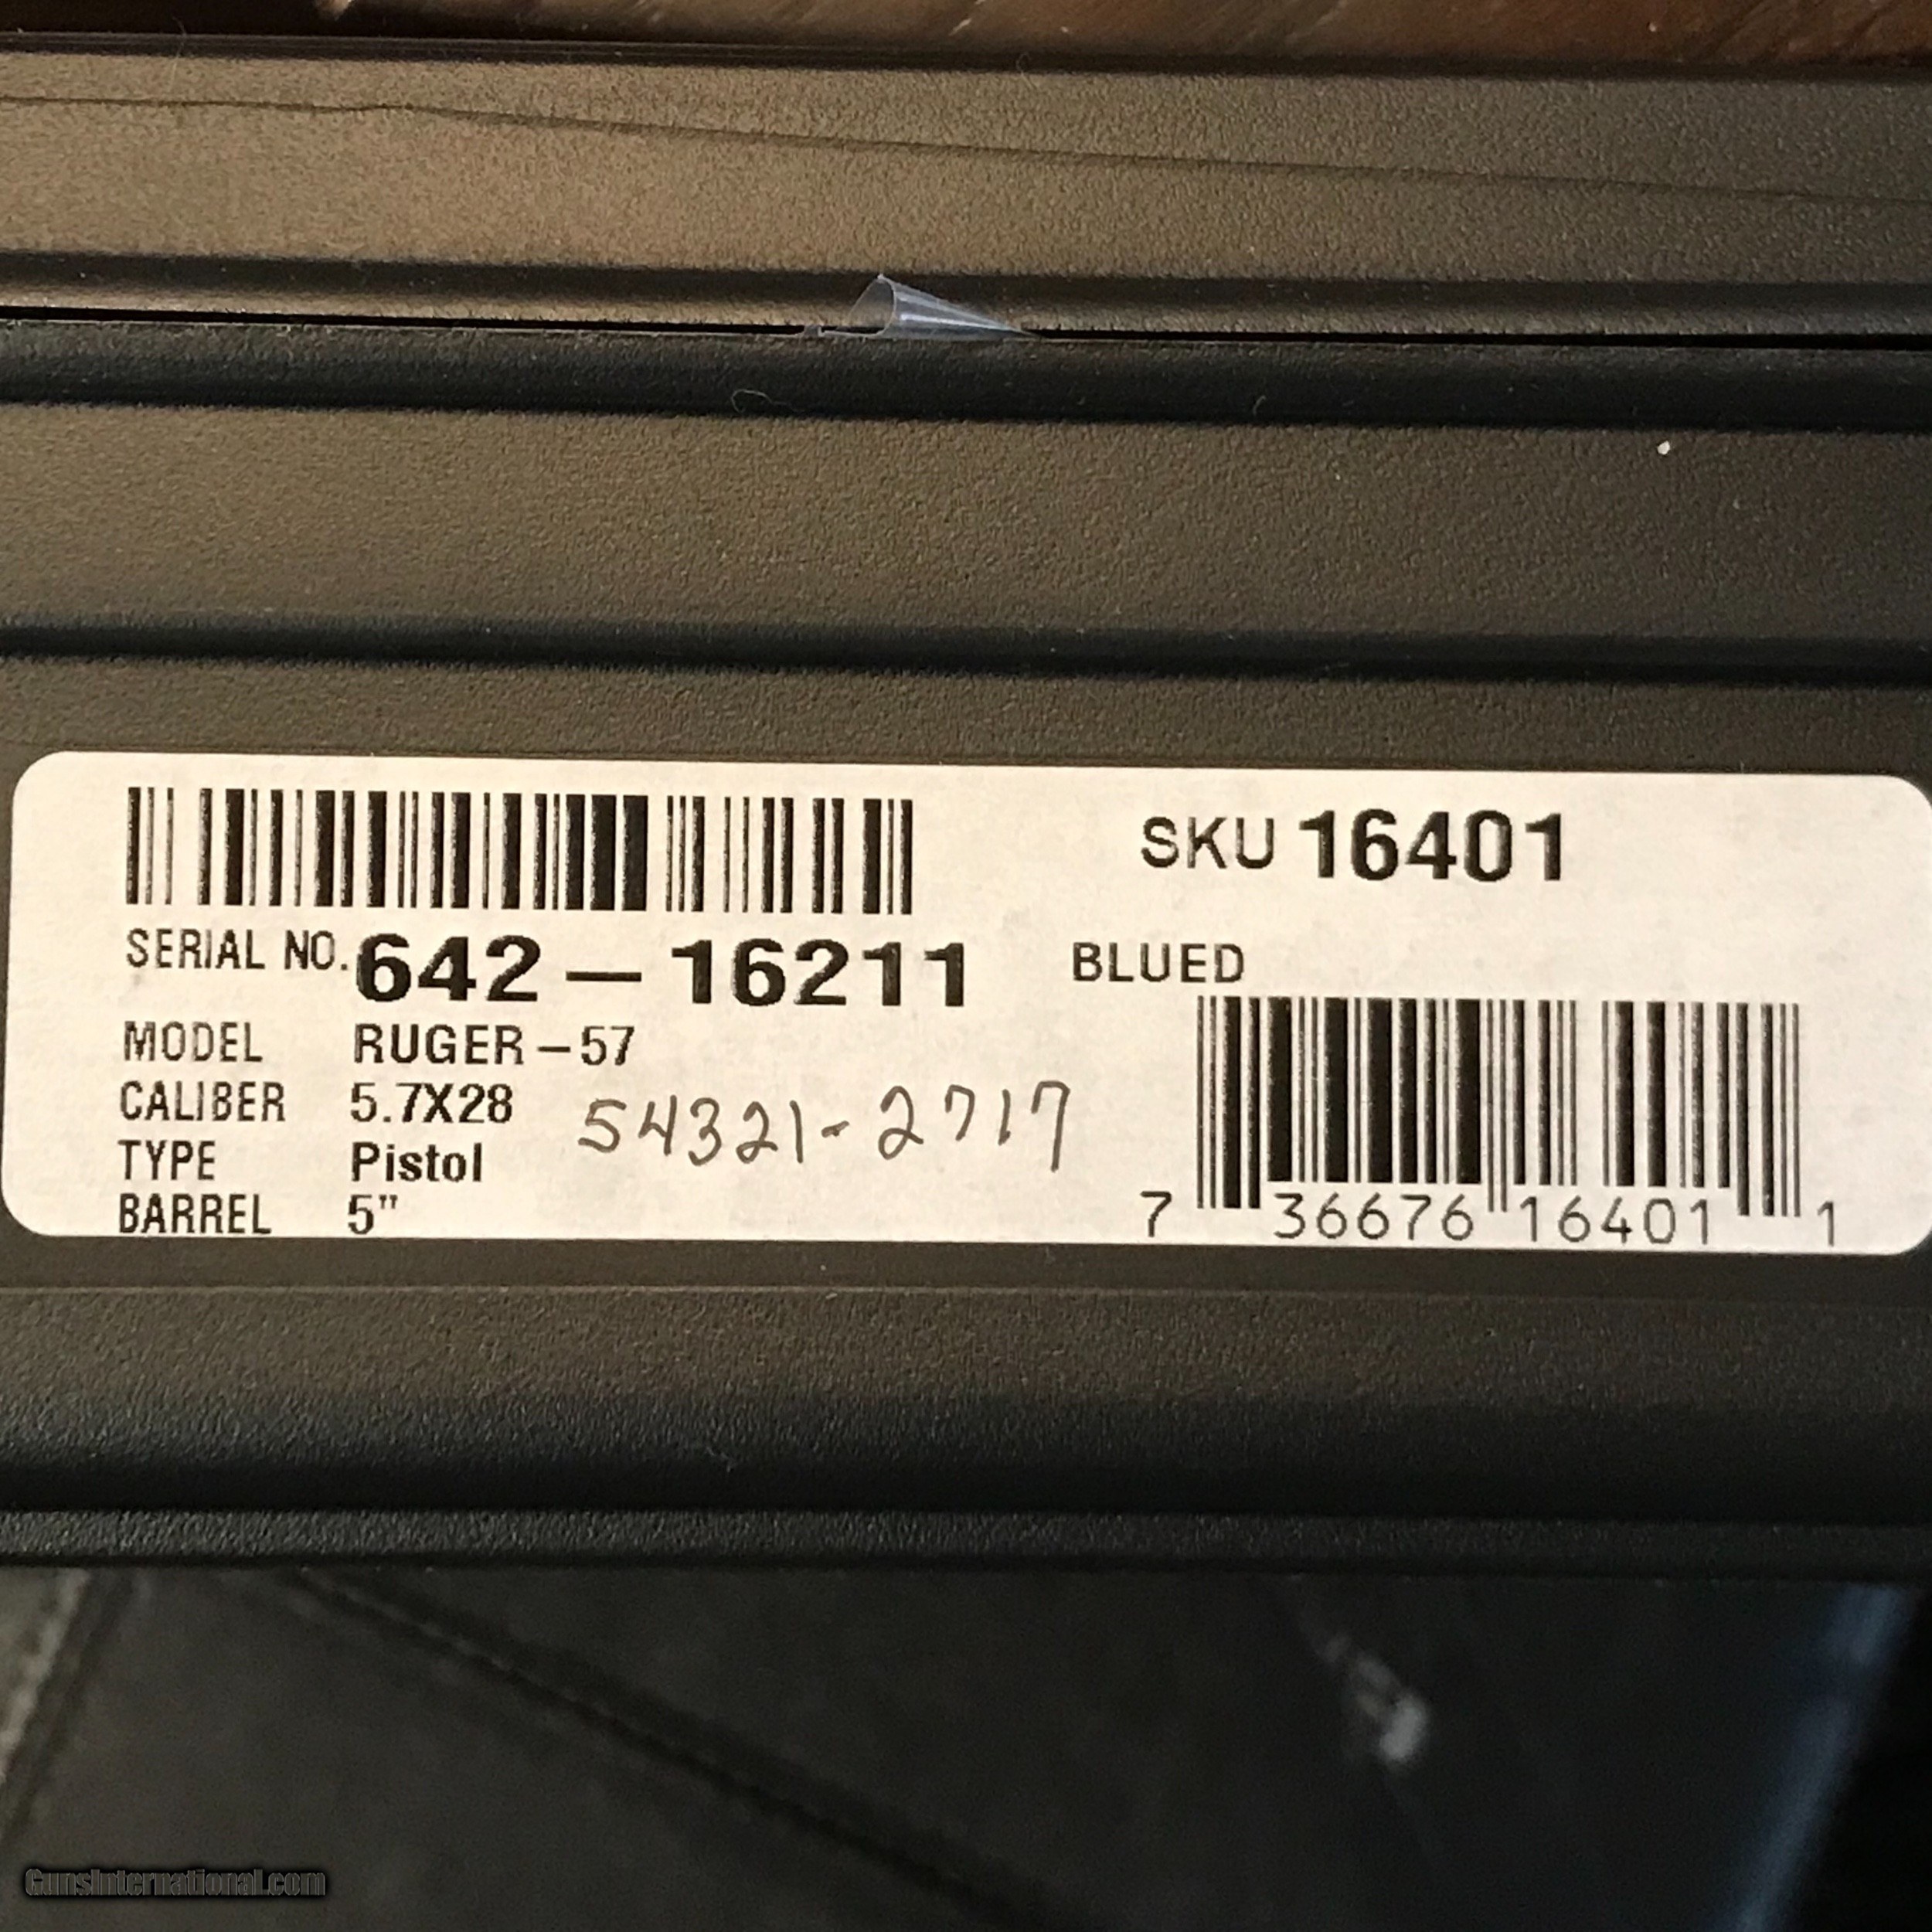 SKU 16401
SERIAL NO. 642-16211 BLUED
MODEL RUGER-57
CALIBER 5.7X28 54321-2717
TYPE Pistol
BARREL 5"
7 36676 16401 1
GunsInternational.com